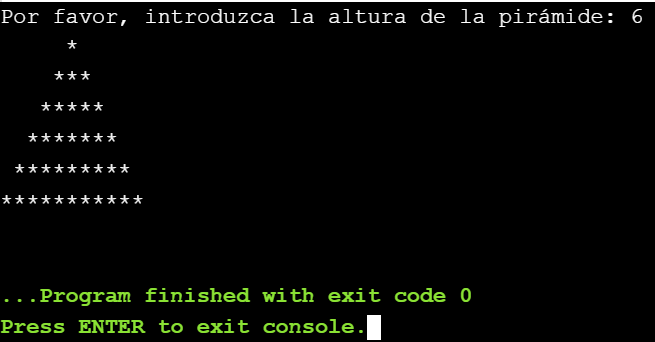 Por favor, introduzca la altura de la pirámide: 6
     *
    ***
   *****
  *******
 *********
***********
...Program finished with exit code 0
Press ENTER to exit console.